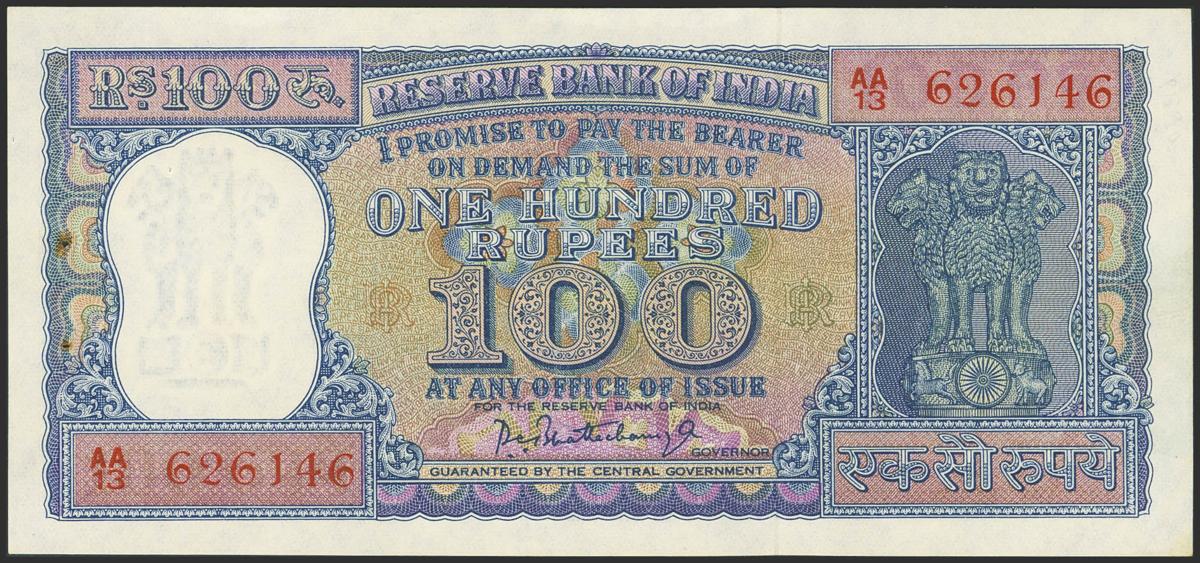 RS. 100 रु.
RESERVE BANK OF INDIA
AA
13 626146
I PROMISE TO PAY THE BEARER
ON DEMAND THE SUM OF
ONE HUNDRED
RUPEES
100
AT ANY OFFICE OF ISSUE
FOR THE RESERVE BANK OF INDIA
P. C. Bhattacharyya
GOVERNOR
GUARANTEED BY THE CENTRAL GOVERNMENT
AA
13 626146
एक सौ रुपये